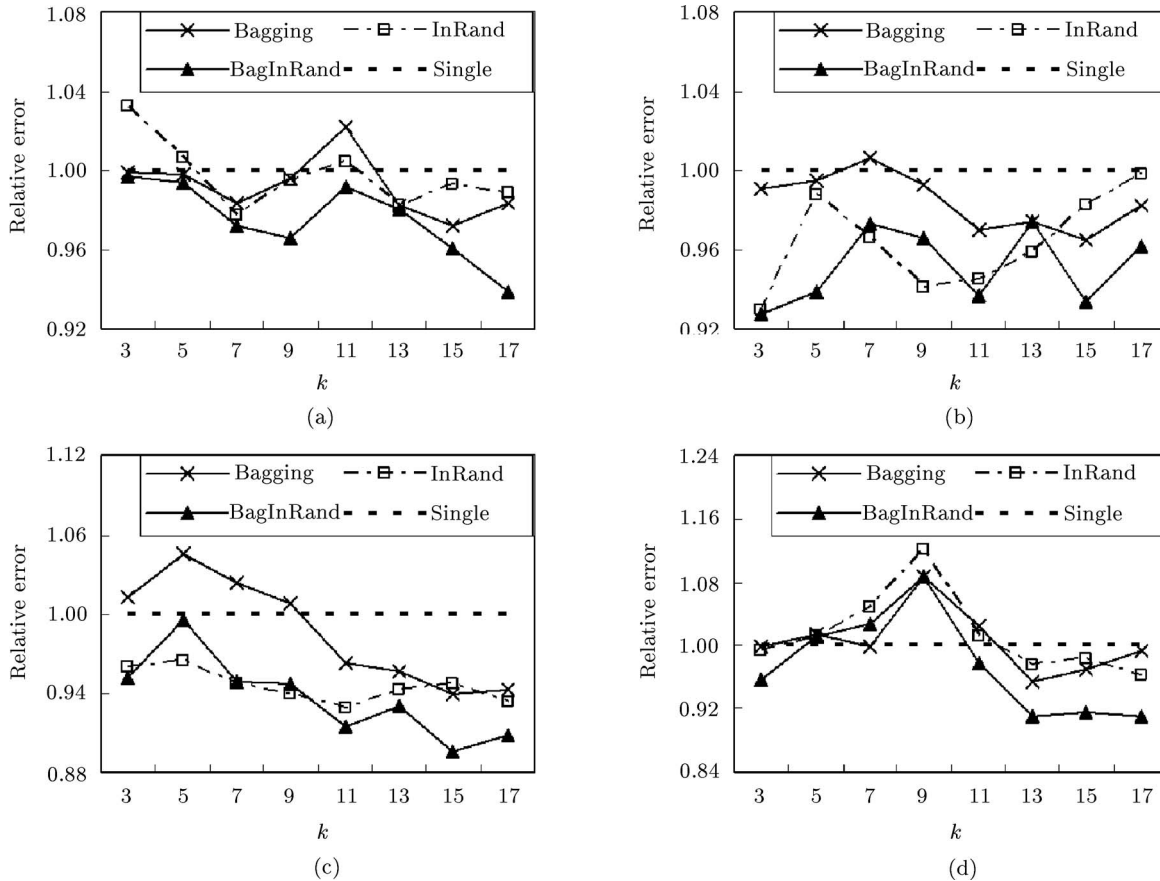 1.08
1.04
1.00
0.96
0.92
Relative error
Bagging
InRand
BagInRand
Single
3 5 7 9 11 13 15 17
k
(a)
1.08
1.04
1.00
0.96
0.92
Relative error
Bagging
InRand
BagInRand
Single
3 5 7 9 11 13 15 17
k
(b)
1.12
1.06
1.00
0.94
0.88
Relative error
Bagging
InRand
BagInRand
Single
3 5 7 9 11 13 15 17
k
(c)
1.24
1.16
1.08
1.00
0.92
0.84
Relative error
Bagging
InRand
BagInRand
Single
3 5 7 9 11 13 15 17
k
(d)